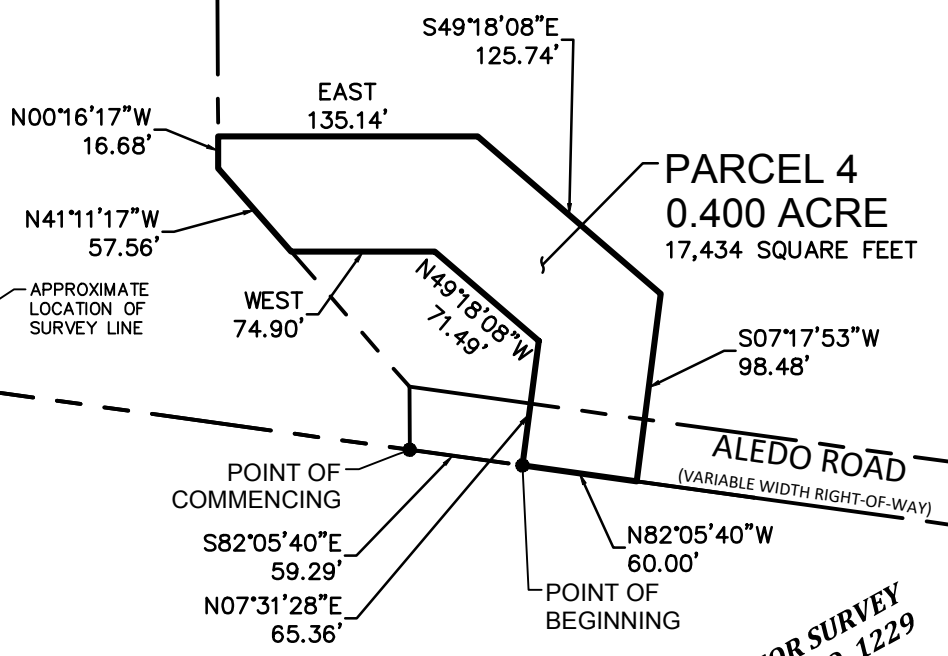 S49°18'08"E
125.74'
EAST
135.14'
N00°16'17"W
16.68'
PARCEL 4
0.400 ACRE
17,434 SQUARE FEET
N41°11'17"W
57.56'
APPROXIMATE
LOCATION OF
SURVEY LINE
WEST
74.90'
N49°18'08"W
71.49'
S07°17'53"W
98.48'
ALEDO ROAD
(VARIABLE WIDTH RIGHT-OF-WAY)
POINT OF
COMMENCING
S82°05'40"E
59.29'
N07°31'28"E
65.36'
N82°05'40"W
60.00'
POINT OF
BEGINNING
SURVEY
1229